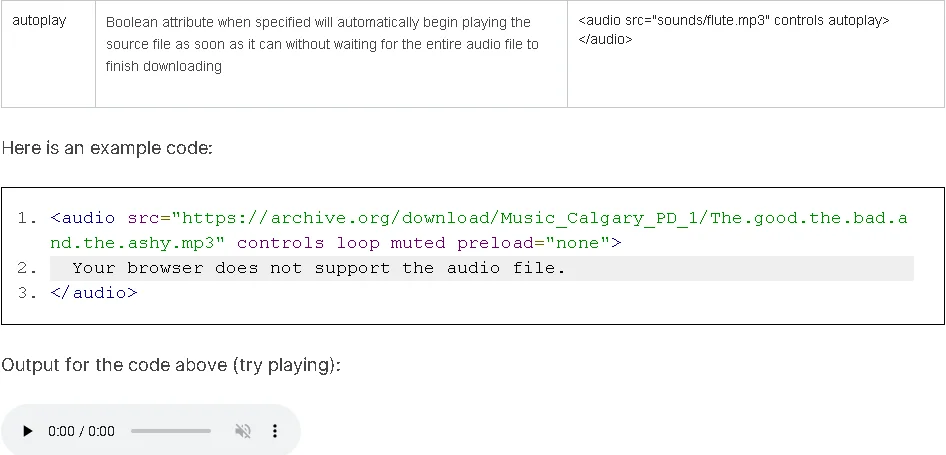 autoplay
Boolean attribute when specified will automatically begin playing the
source file as soon as it can without waiting for the entire audio file to
finish downloading
<audio src="sounds/flute.mp3" controls autoplay>
</audio>
Here is an example code:
1. <audio src="https://archive.org/download/Music_Calgary_PD_1/The.good.the.bad.a
nd.the.ashy.mp3" controls loop muted preload="none">
2. Your browser does not support the audio file.
3. </audio>
Output for the code above (try playing):
0:00 / 0:00